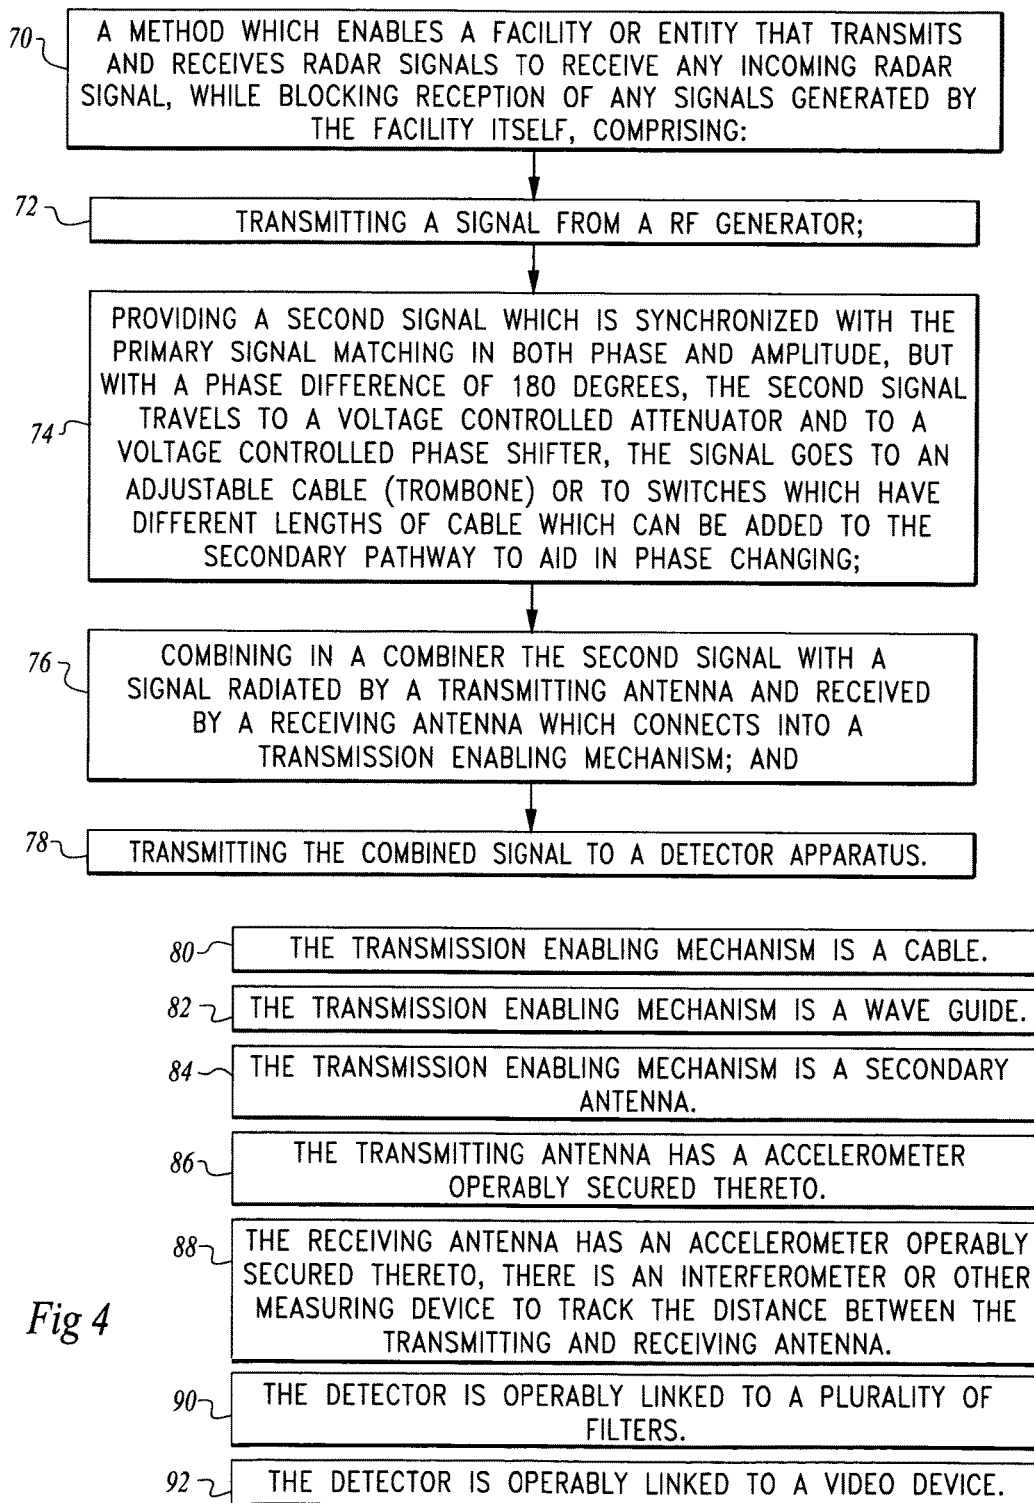 70
A METHOD WHICH ENABLES A FACILITY OR ENTITY THAT TRANSMITS
AND RECEIVES RADAR SIGNALS TO RECEIVE ANY INCOMING RADAR
SIGNAL, WHILE BLOCKING RECEPTION OF ANY SIGNALS GENERATED BY
THE FACILITY ITSELF, COMPRISING:
72
TRANSMITTING A SIGNAL FROM A RF GENERATOR;
74
PROVIDING A SECOND SIGNAL WHICH IS SYNCHRONIZED WITH THE
PRIMARY SIGNAL MATCHING IN BOTH PHASE AND AMPLITUDE, BUT
WITH A PHASE DIFFERENCE OF 180 DEGREES, THE SECOND SIGNAL
TRAVELS TO A VOLTAGE CONTROLLED ATTENUATOR AND TO A
VOLTAGE CONTROLLED PHASE SHIFTER, THE SIGNAL GOES TO AN
ADJUSTABLE CABLE (TROMBONE) OR TO SWITCHES WHICH HAVE
DIFFERENT LENGTHS OF CABLE WHICH CAN BE ADDED TO THE
SECONDARY PATHWAY TO AID IN PHASE CHANGING;
76
COMBINING IN A COMBINER THE SECOND SIGNAL WITH A
SIGNAL RADIATED BY A TRANSMITTING ANTENNA AND RECEIVED
BY A RECEIVING ANTENNA WHICH CONNECTS INTO A
TRANSMISSION ENABLING MECHANISM; AND
78
TRANSMITTING THE COMBINED SIGNAL TO A DETECTOR APPARATUS.
80
THE TRANSMISSION ENABLING MECHANISM IS A CABLE.
82
THE TRANSMISSION ENABLING MECHANISM IS A WAVE GUIDE.
84
THE TRANSMISSION ENABLING MECHANISM IS A SECONDARY
ANTENNA.
86
THE TRANSMITTING ANTENNA HAS A ACCELEROMETER
OPERABLY SECURED THERETO.
88
THE RECEIVING ANTENNA HAS AN ACCELEROMETER OPERABLY
SECURED THERETO, THERE IS AN INTERFEROMETER OR OTHER
MEASURING DEVICE TO TRACK THE DISTANCE BETWEEN THE
TRANSMITTING AND RECEIVING ANTENNA.
Fig 4
90
THE DETECTOR IS OPERABLY LINKED TO A PLURALITY OF
FILTERS.
92
THE DETECTOR IS OPERABLY LINKED TO A VIDEO DEVICE.